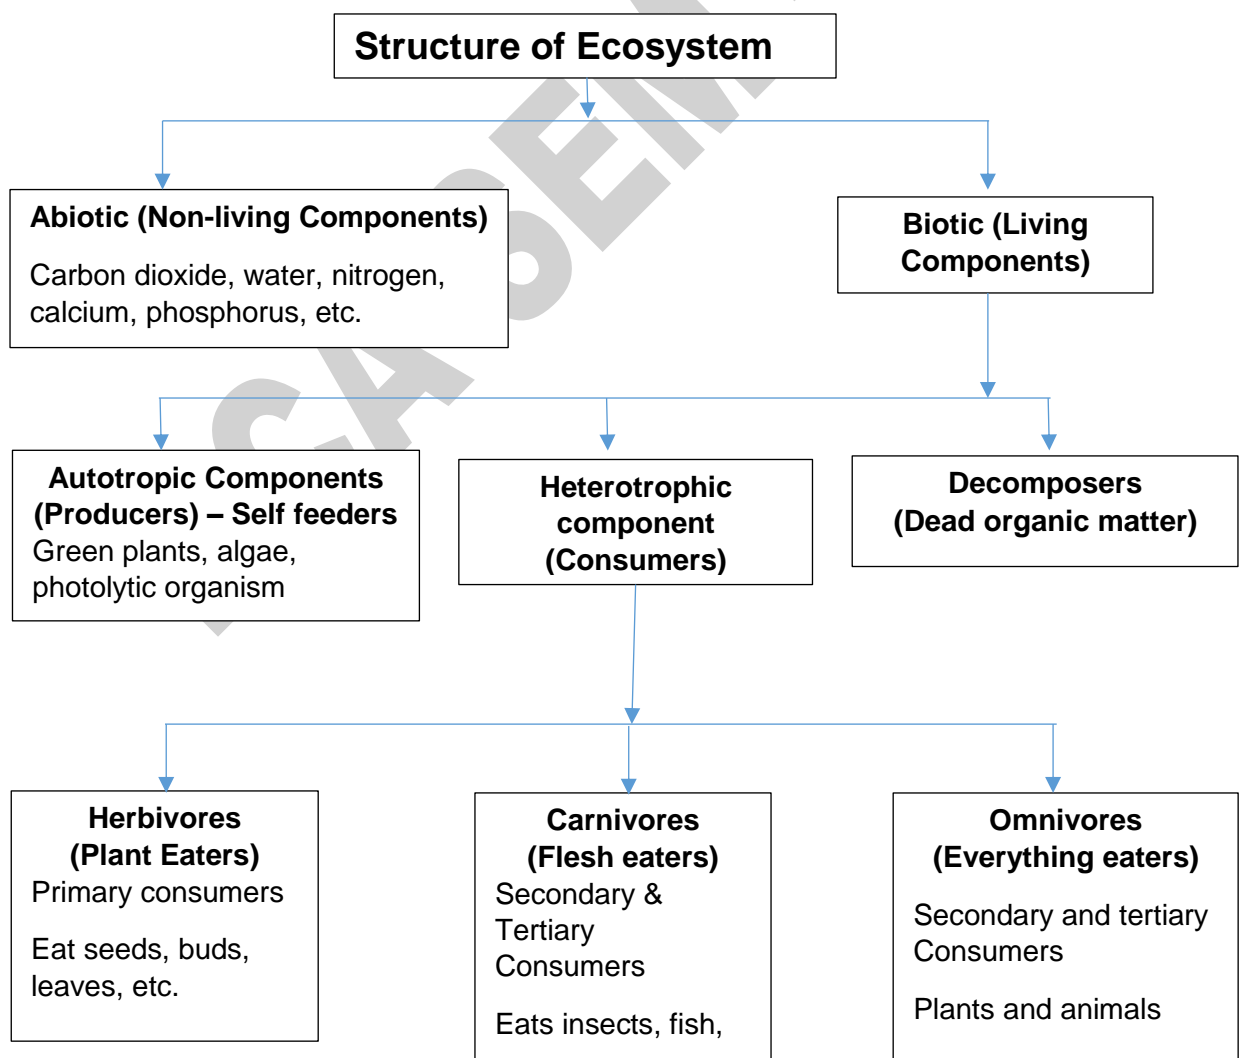 Structure of Ecosystem
Abiotic (Non-living Components)
Carbon dioxide, water, nitrogen,
calcium, phosphorus, etc.
Biotic (Living
Components)
Autotropic Components
(Producers) – Self feeders
Green plants, algae,
photolytic organism
Heterotrophic
component
(Consumers)
Decomposers
(Dead organic matter)
Herbivores
(Plant Eaters)
Primary consumers
Eat seeds, buds,
leaves, etc.
Carnivores
(Flesh eaters)
Secondary &
Tertiary
Consumers
Eats insects, fish,
Omnivores
(Everything eaters)
Secondary and tertiary
Consumers
Plants and animals